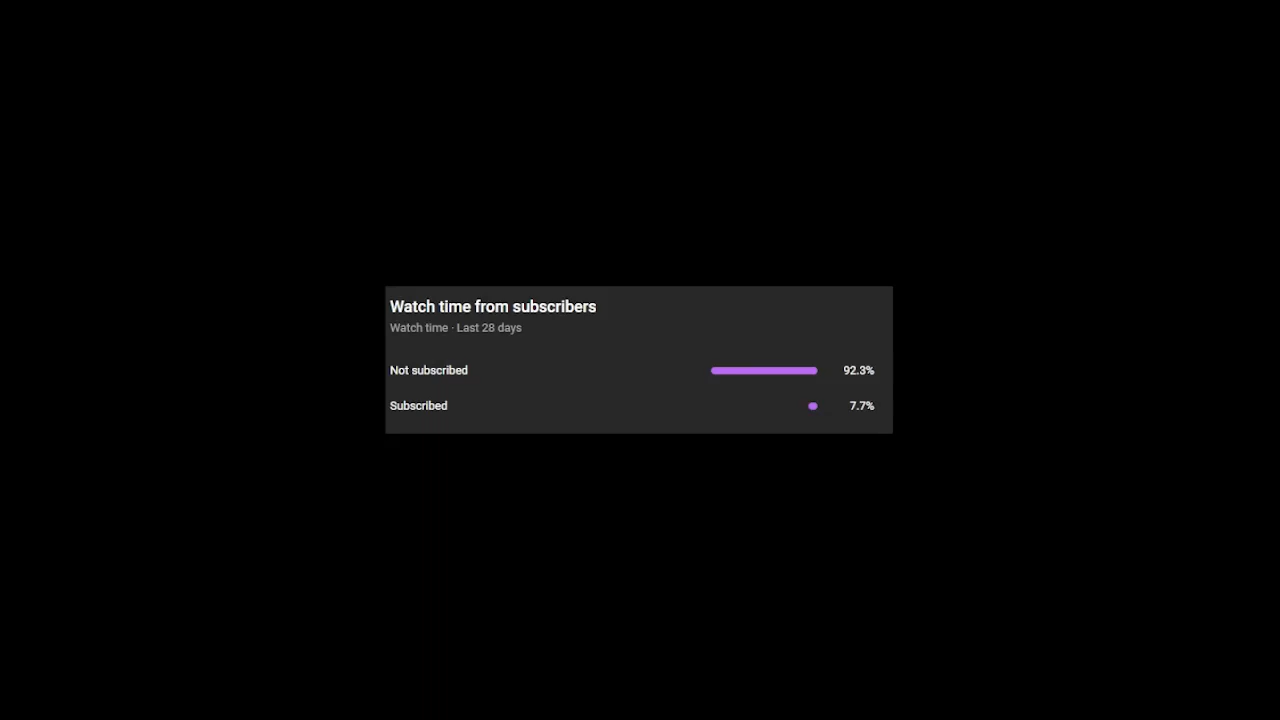 Watch time from subscribers
Watch time · Last 28 days
Not subscribed 92.3%
Subscribed 7.7%